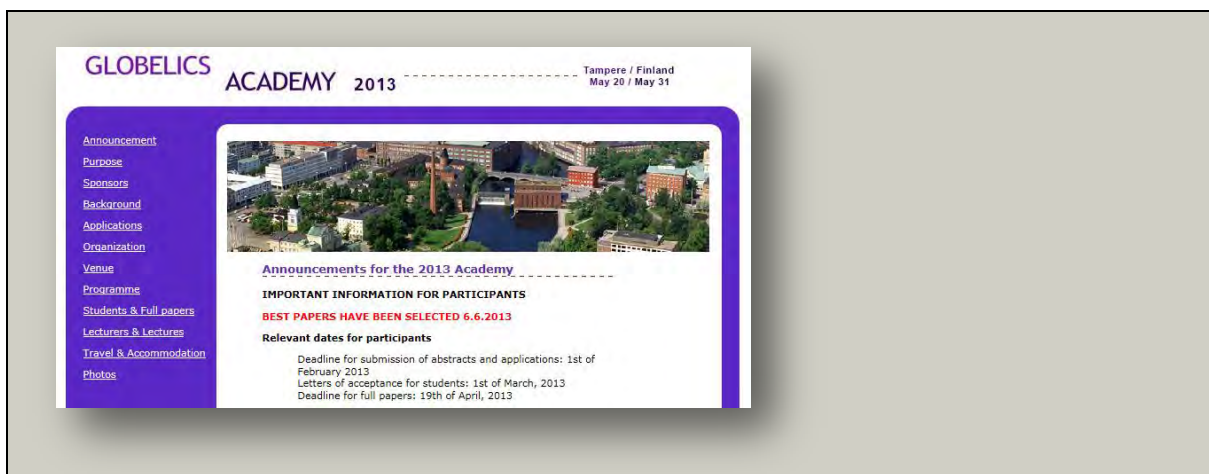 GLOBELICS
ACADEMY 2013
Tampere / Finland
May 20 / May 31
Announcement
Purpose
Sponsors
Background
Applications
Organization
Venue
Programme
Students & Full papers
Lecturers & Lectures
Travel & Accommodation
Photos
Announcements for the 2013 Academy
IMPORTANT INFORMATION FOR PARTICIPANTS
BEST PAPERS HAVE BEEN SELECTED 6.6.2013
Relevant dates for participants
Deadline for submission of abstracts and applications: 1st of
February 2013
Letters of acceptance for students: 1st of March, 2013
Deadline for full papers: 19th of April, 2013